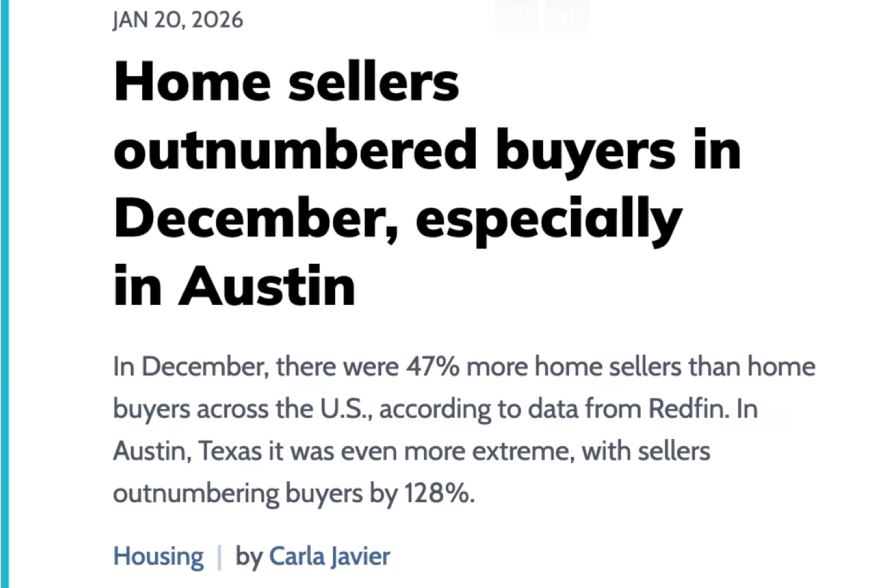 JAN 20, 2026
Home sellers
outnumbered buyers in
December, especially
in Austin
In December, there were 47% more home sellers than home
buyers across the U.S., according to data from Redfin. In
Austin, Texas it was even more extreme, with sellers
outnumbering buyers by 128%.
Housing | by Carla Javier